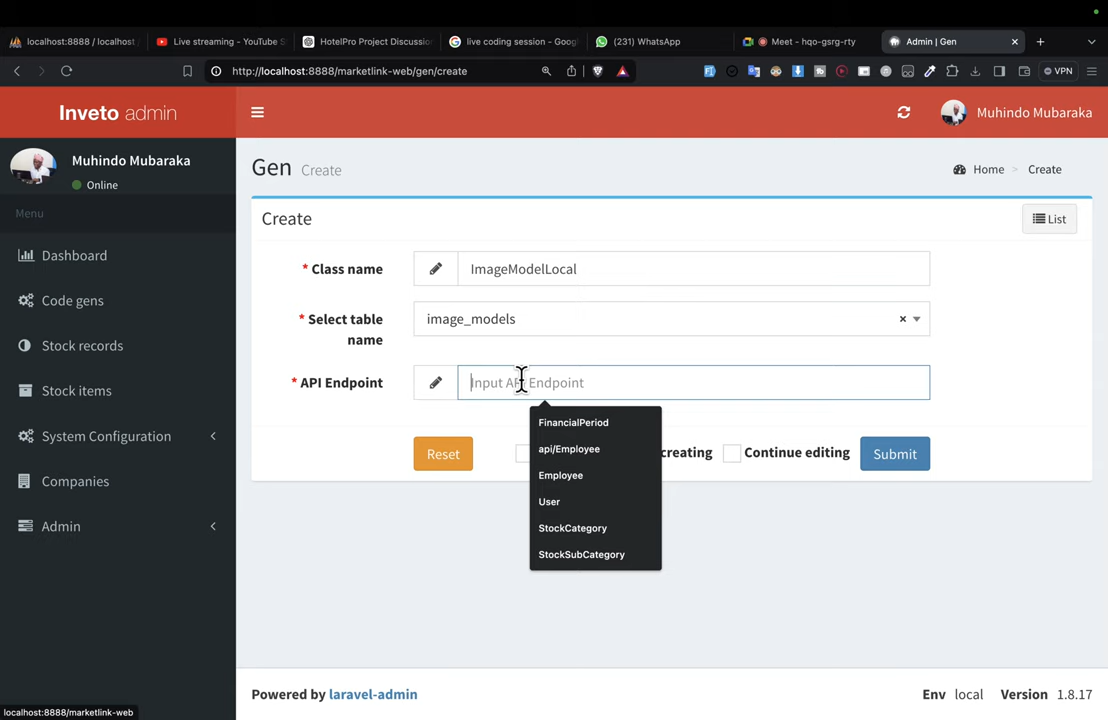 localhost:8888 / localhost
Live streaming - YouTube S
HotelPro Project Discussion
live coding session - Goog
(231) WhatsApp
Meet - hqo-gsrg-rty
Admin | Gen
http://localhost:8888/marketlink-web/gen/create
VPN
Inveto admin
Muhindo Mubaraka
Muhindo Mubaraka
Online
Menu
Dashboard
Code gens
Stock records
Stock items
System Configuration
Companies
Admin
Gen Create
Home > Create
Create
List
* Class name
ImageModelLocal
* Select table
name
image_models
* API Endpoint
Input API Endpoint
FinancialPeriod
api/Employee
Employee
User
StockCategory
StockSubCategory
Reset
creating
Continue editing
Submit
Powered by laravel-admin
Env local Version 1.8.17
localhost:8888/marketlink-web